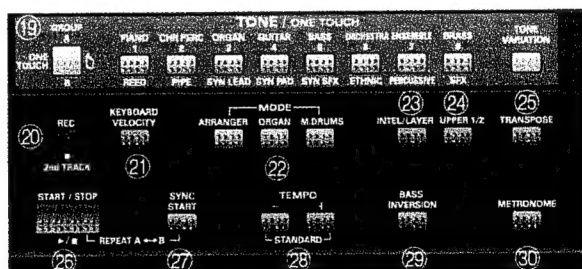 TONE / ONE TOUCH
19 GROUP A
PIANO 1 CHR PERC 2 ORGAN 3 GUITAR 4 BASS 5 ORCHESTRA 6 ENSEMBLE 7 BRASS 8 TONE VARIATION
ONE TOUCH
B REED PIPE SYN LEAD SYN PAD SYN SFX ETHNIC PERCUSSIVE SFX
23 24 25
MODE
20 REC KEYBOARD VELOCITY ARRANGER ORGAN M.DRUMS INTEL/LAYER UPPER 1/2 TRANSPOSE
2nd TRACK 21 22
START / STOP SYNC START TEMPO BASS INVERSION METRONOME
►/■ REPEAT A ↔ B STANDARD
26 27 28 29 30